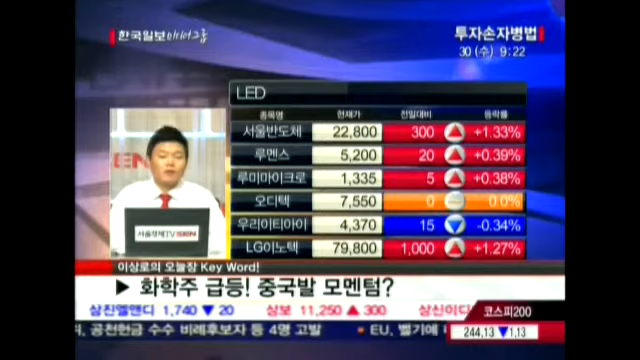 한국일보 미디어그룹
투자손자병법
30 (수) 9:22
LED
종목명 현재가 전일대비 등락률
서울반도체 22,800 300 ▲ +1.33%
루멘스 5,200 20 ▲ +0.39%
루미마이크로 1,335 5 ▲ +0.38%
오디텍 7,550 0 0.0%
우리이티아이 4,370 15 ▼ -0.34%
LG이노텍 79,800 1,000 ▲ +1.27%
서울경제TV SEN
이상로의 오늘장 Key Word!
▶ 화학주 급등! 중국발 모멘텀?
삼진엘앤디 1,740 ▼ 20 삼보 11,250 ▲ 300 삼신이디
코스피200
피, 공천헌금 수수 비례후보자 등 4명 고발 EU, 벨기에
244.13 ▼1.13